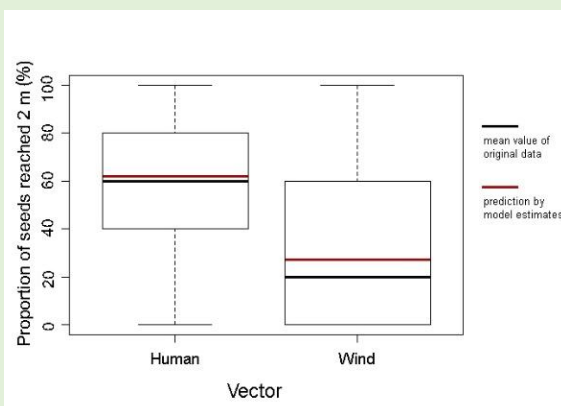 Proportion of seeds reached 2 m (%)
100
80
60
40
20
0
Human
Wind
Vector
mean value of
original data
prediction by
model estimates